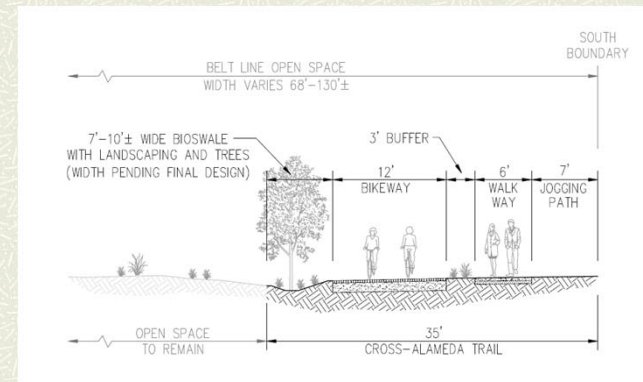 SOUTH
BOUNDARY
BELT LINE OPEN SPACE
WIDTH VARIES 68'-130'±
7'-10'± WIDE BIOSWALE
WITH LANDSCAPING AND TREES
(WIDTH PENDING FINAL DESIGN)
3' BUFFER
12'
BIKEWAY
6'
WALK
WAY
7'
JOGGING
PATH
OPEN SPACE
TO REMAIN
35'
CROSS-ALAMEDA TRAIL